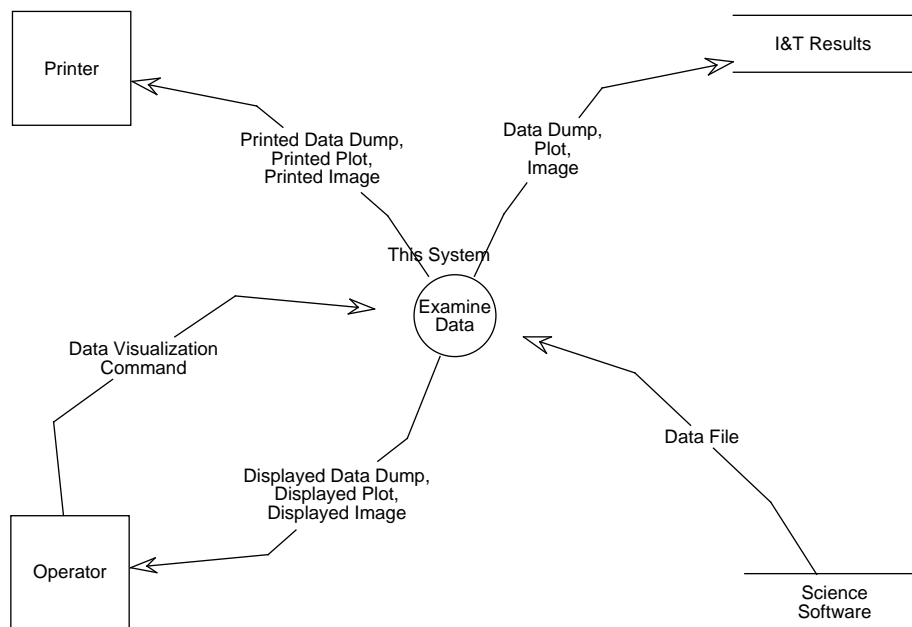 Printer
I&T Results
Printed Data Dump,
Printed Plot,
Printed Image
Data Dump,
Plot,
Image
This System
Examine
Data
Data Visualization
Command
Data File
Displayed Data Dump,
Displayed Plot,
Displayed Image
Operator
Science
Software